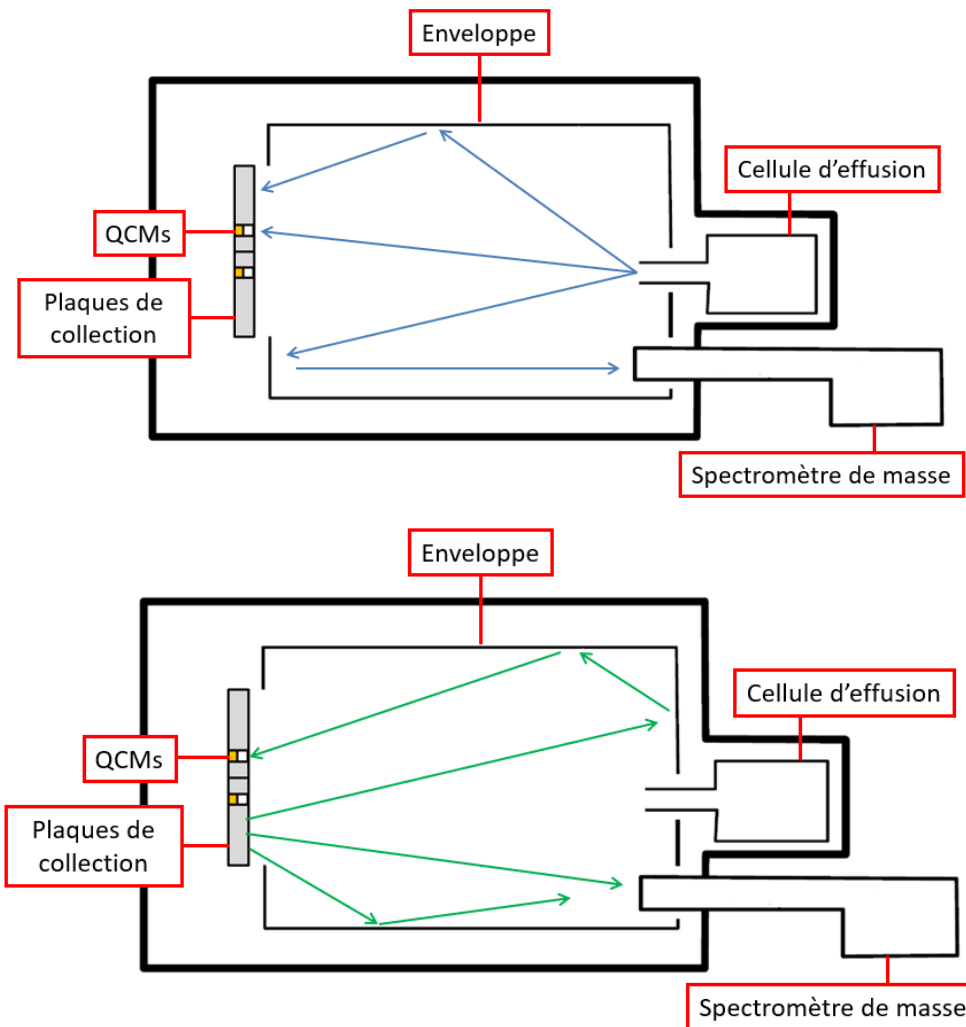 Enveloppe
Cellule d'effusion
QCMs
Plaques de
collection
Spectromètre de masse
Enveloppe
Cellule d'effusion
QCMs
Plaques de
collection
Spectromètre de masse